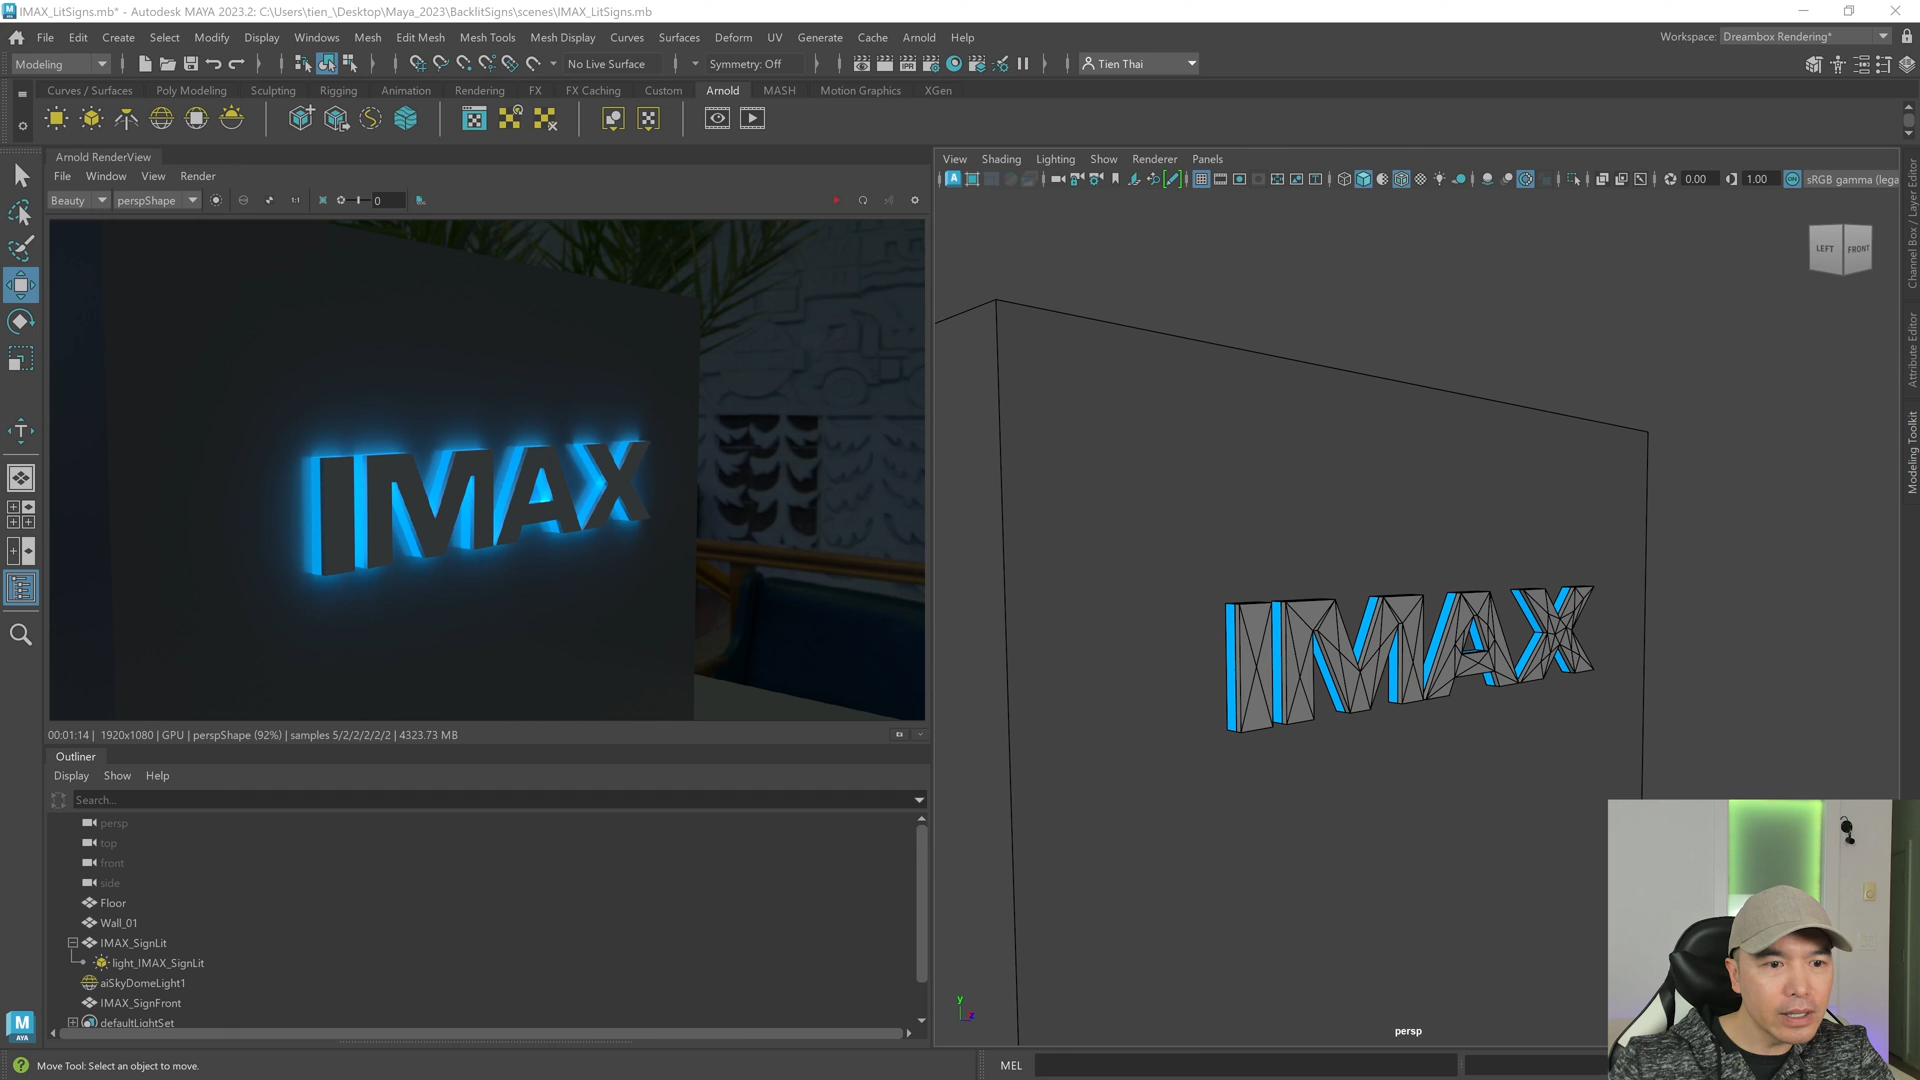 IMAX_LitSigns.mb* - Autodesk MAYA 2023.2: C:\Users\tien_\Desktop\Maya_2023\BacklitSigns\scenes\IMAX_LitSigns.mb
File Edit Create Select Modify Display Windows Mesh Edit Mesh Mesh Tools Mesh Display Curves Surfaces Deform UV Generate Cache Arnold Help
Workspace: Dreambox Rendering*
Modeling
No Live Surface
Symmetry: Off
IPR
Tien Thai
Curves / Surfaces Poly Modeling Sculpting Rigging Animation Rendering FX FX Caching Custom Arnold MASH Motion Graphics XGen
Arnold RenderView
File Window View Render
Beauty perspShape 1:1 0
IMAX
00:01:14 | 1920x1080 | GPU | perspShape (92%) | samples 5/2/2/2/2/2 | 4323.73 MB
View Shading Lighting Show Renderer Panels
0.00 1.00 sRGB gamma (lega
LEFT FRONT
IMAX
y
z
persp
Channel Box / Layer Editor
Attribute Editor
Modeling Toolkit
Outliner
Display Show Help
Search...
persp
top
front
side
Floor
Wall_01
IMAX_SignLit
light_IMAX_SignLit
aiSkyDomeLight1
IMAX_SignFront
defaultLightSet
M
AYA
Move Tool: Select an object to move.
MEL